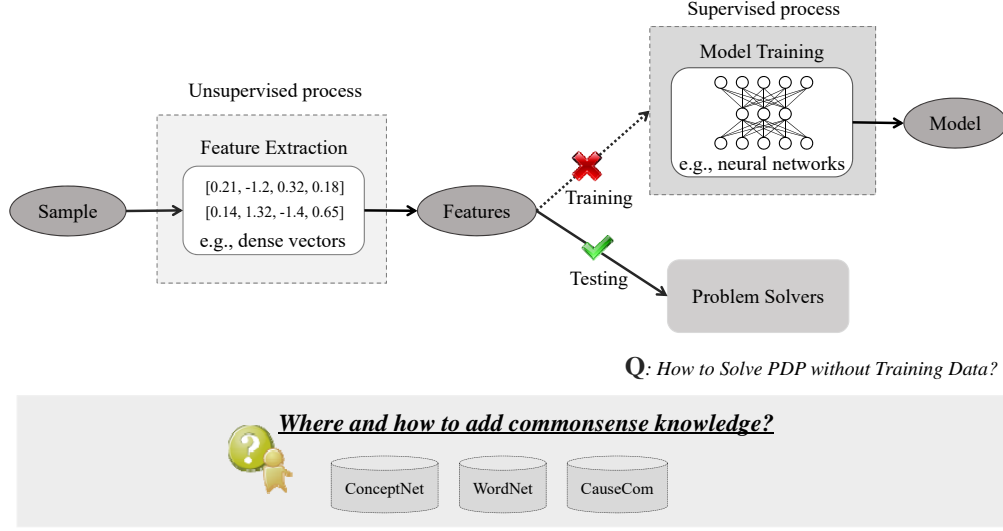 Supervised process
Model Training
Unsupervised process
Feature Extraction
[0.21, -1.2, 0.32, 0.18]
[0.14, 1.32, -1.4, 0.65]
e.g., dense vectors
e.g., neural networks
Model
Sample
Features
Training
Testing
Problem Solvers
Q: How to Solve PDP without Training Data?
Where and how to add commonsense knowledge?
?
ConceptNet
WordNet
CauseCom